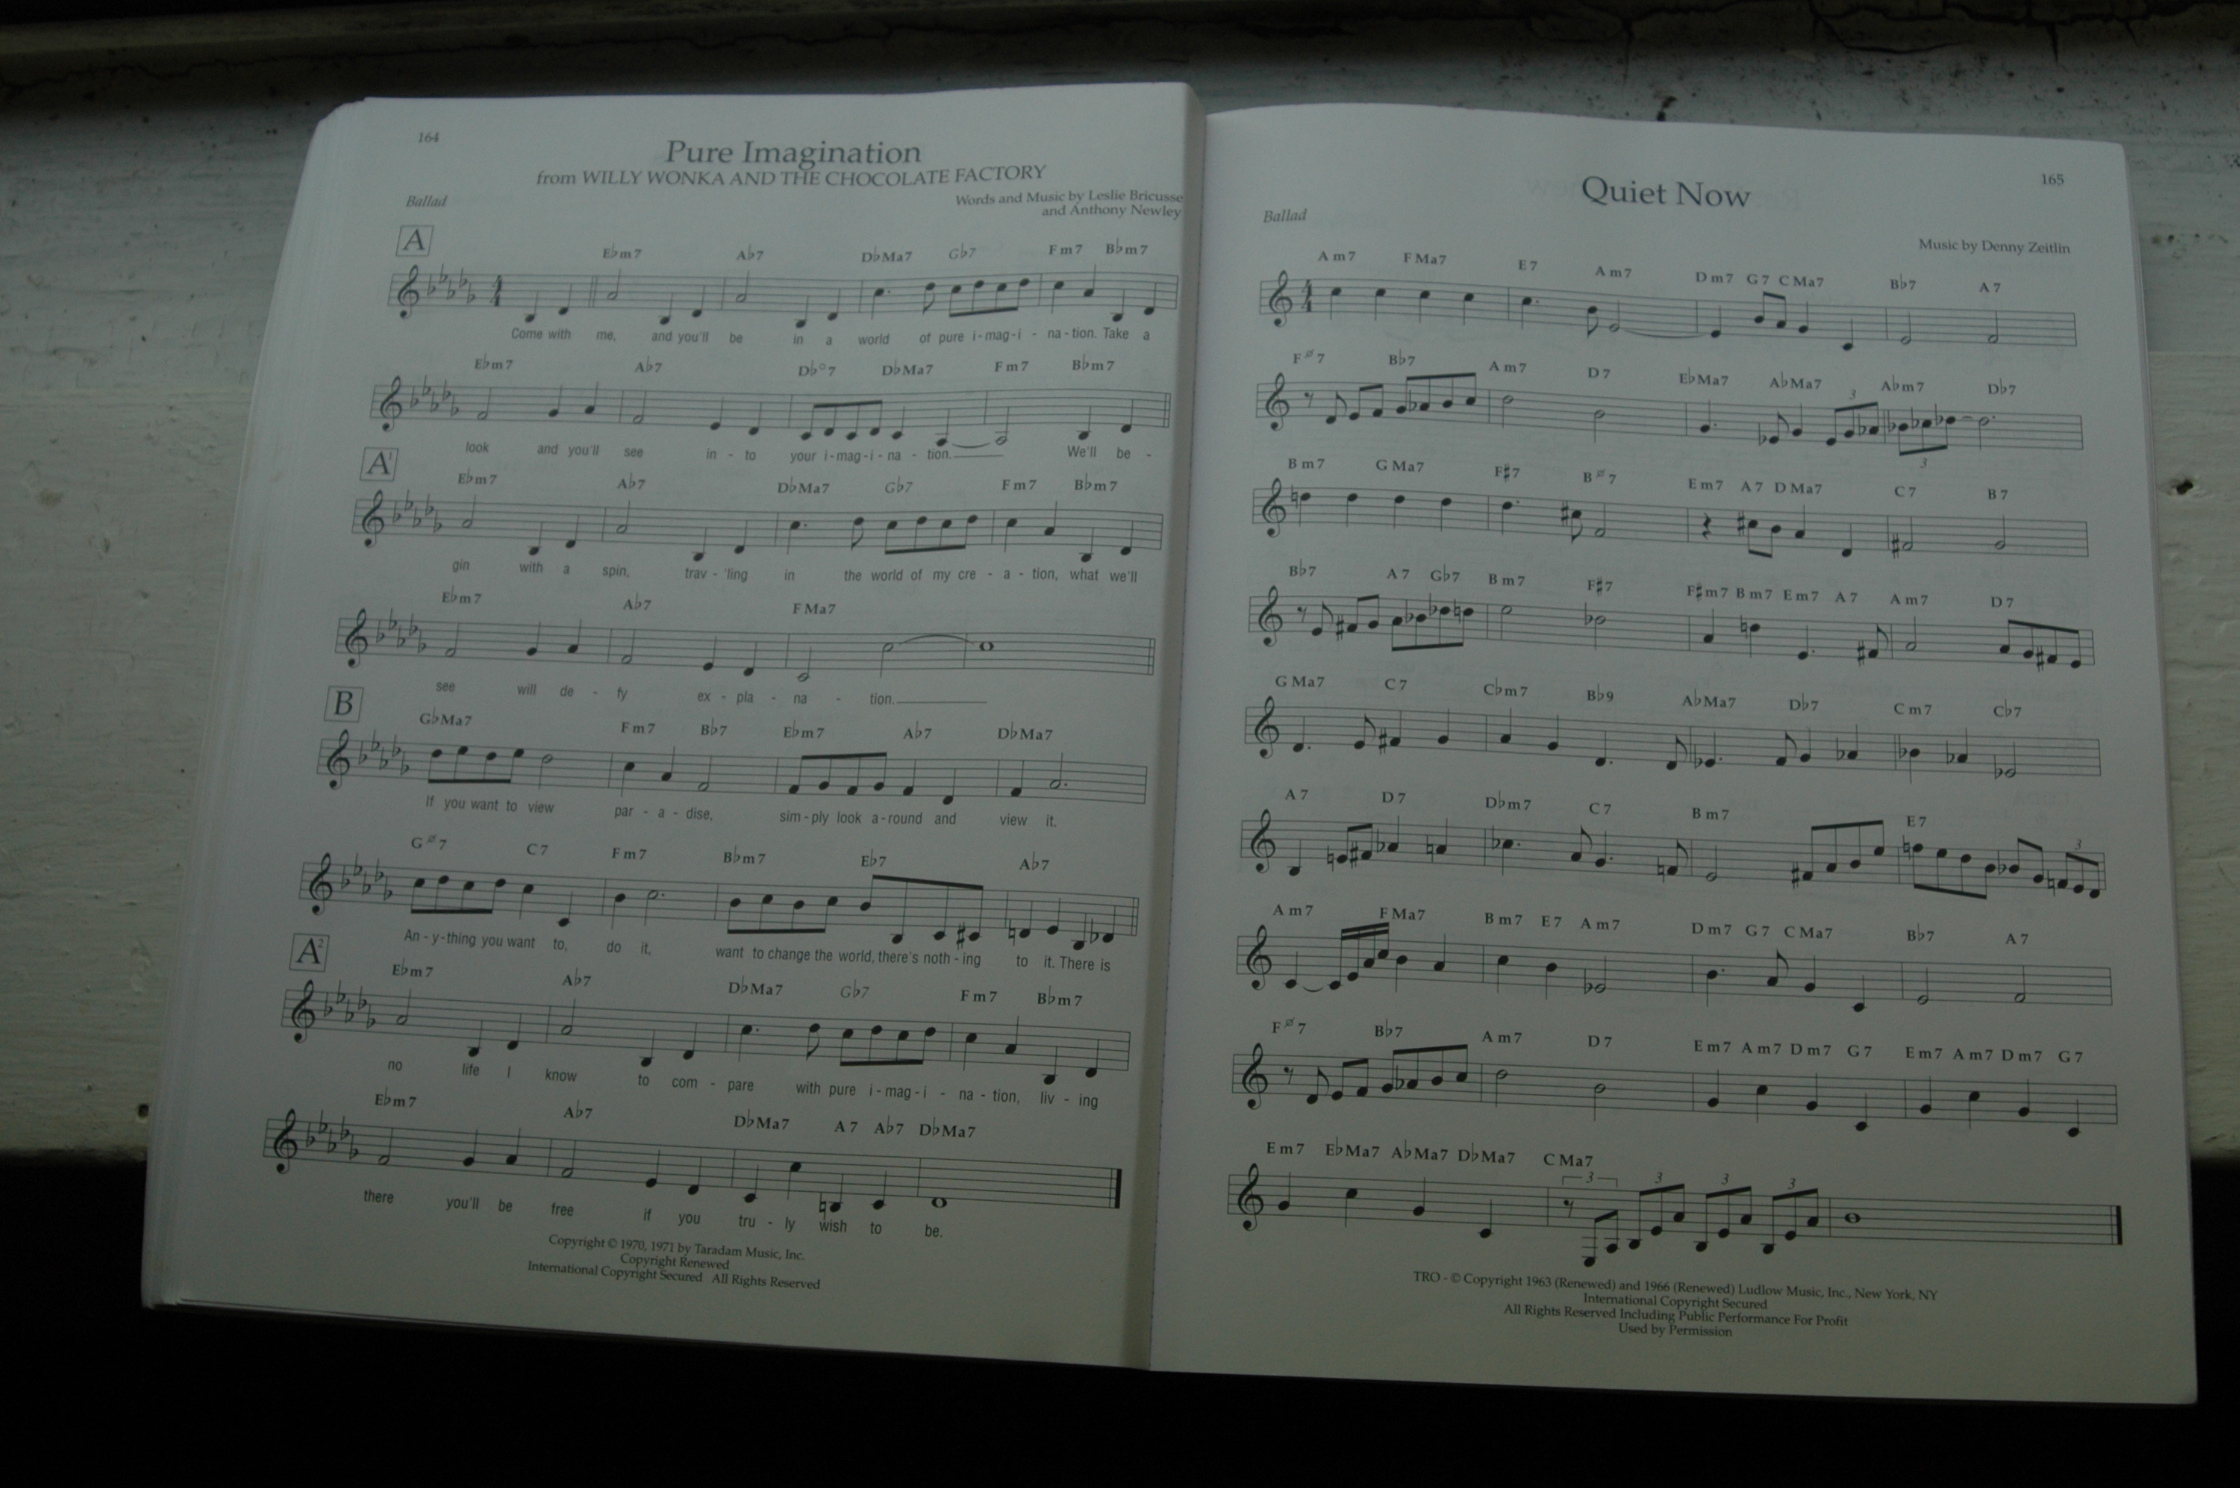 164
Pure Imagination
from WILLY WONKA AND THE CHOCOLATE FACTORY
Words and Music by Leslie Bricusse
and Anthony Newley
Ballad
A
E♭m7 A♭7 D♭Ma7 G♭7 Fm7 B♭m7
Come with me, and you'll be in a world of pure i-mag-i - na-tion. Take a
E♭m7 A♭7 D♭°7 D♭Ma7 Fm7 B♭m7
look and you'll see in - to your i-mag-i-na - tion. We'll be -
A¹
E♭m7 A♭7 D♭Ma7 G♭7 Fm7 B♭m7
gin with a spin, trav-'ling in the world of my cre - a - tion, what we'll
E♭m7 A♭7 FMa7
see will de - fy ex - pla - na - tion.
B
G♭Ma7 Fm7 B♭7 E♭m7 A♭7 D♭Ma7
If you want to view par - a - dise, sim-ply look a-round and view it.
Gø7 C7 Fm7 B♭m7 E♭7 A♭7
An-y-thing you want to, do it, want to change the world, there's noth-ing to it. There is
A²
E♭m7 A♭7 D♭Ma7 G♭7 Fm7 B♭m7
no life I know to com - pare with pure i-mag-i - na-tion, liv - ing
E♭m7 A♭7 D♭Ma7 A7 A♭7 D♭Ma7
there you'll be free if you tru - ly wish to be.
Copyright © 1970, 1971 by Taradam Music, Inc.
Copyright Renewed
International Copyright Secured All Rights Reserved
165
Quiet Now
Music by Denny Zeitlin
Ballad
Am7 FMa7 E7 Am7 Dm7 G7 CMa7 B♭7 A7
Fø7 B♭7 Am7 D7 E♭Ma7 A♭Ma7 A♭m7 D♭7
3 3
Bm7 GMa7 F♯7 Bø7 Em7 A7 DMa7 C7 B7
B♭7 A7 G♭7 Bm7 F♯7 F♯m7 Bm7 Em7 A7 Am7 D7
GMa7 C7 C♭m7 B♭9 A♭Ma7 D♭7 Cm7 C♭7
A7 D7 D♭m7 C7 Bm7 E7
3
Am7 FMa7 Bm7 E7 Am7 Dm7 G7 CMa7 B♭7 A7
Fø7 B♭7 Am7 D7 Em7 Am7 Dm7 G7 Em7 Am7 Dm7 G7
Em7 E♭Ma7 A♭Ma7 D♭Ma7 CMa7
3 3 3 3
TRO - © Copyright 1963 (Renewed) and 1966 (Renewed) Ludlow Music, Inc., New York, NY
International Copyright Secured
All Rights Reserved Including Public Performance For Profit
Used by Permission